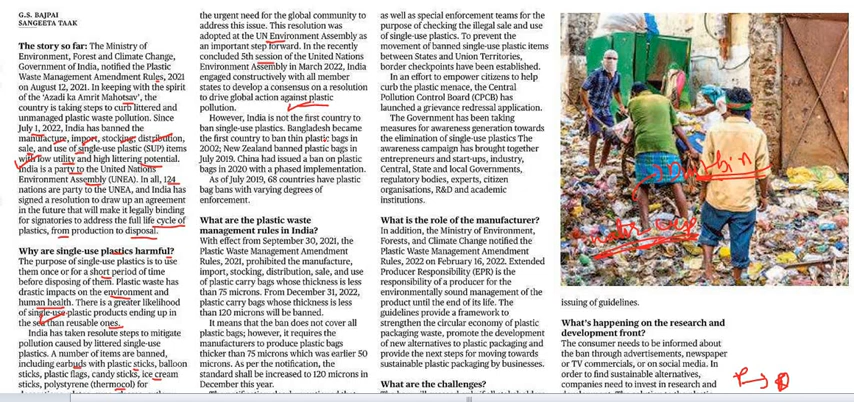 G.S. BAJPAI
SANGEETA TAAK
The story so far: The Ministry of
Environment, Forest and Climate Change,
Government of India, notified the Plastic
Waste Management Amendment Rules, 2021
on August 12, 2021. In keeping with the spirit
of the ‘Azadi ka Amrit Mahotsav’, the
country is taking steps to curb littered and
unmanaged plastic waste pollution. Since
July 1, 2022, India has banned the
manufacture, import, stocking, distribution,
sale, and use of single-use plastic (SUP) items
with low utility and high littering potential.
India is a party to the United Nations
Environment Assembly (UNEA). In all, 124
nations are party to the UNEA, and India has
signed a resolution to draw up an agreement
in the future that will make it legally binding
for signatories to address the full life cycle of
plastics, from production to disposal.
Why are single-use plastics harmful?
The purpose of single-use plastics is to use
them once or for a short period of time
before disposing of them. Plastic waste has
drastic impacts on the environment and
human health. There is a greater likelihood
of single-use plastic products ending up in
the sea than reusable ones.
India has taken resolute steps to mitigate
pollution caused by littered single-use
plastics. A number of items are banned,
including earbuds with plastic sticks, balloon
sticks, plastic flags, candy sticks, ice cream
sticks, polystyrene (thermocol) for
the urgent need for the global community to
address this issue. This resolution was
adopted at the UN Environment Assembly as
an important step forward. In the recently
concluded 5th session of the United Nations
Environment Assembly in March 2022, India
engaged constructively with all member
states to develop a consensus on a resolution
to drive global action against plastic
pollution.
However, India is not the first country to
ban single-use plastics. Bangladesh became
the first country to ban thin plastic bags in
2002; New Zealand banned plastic bags in
July 2019. China had issued a ban on plastic
bags in 2020 with a phased implementation.
As of July 2019, 68 countries have plastic
bag bans with varying degrees of
enforcement.
What are the plastic waste
management rules in India?
With effect from September 30, 2021, the
Plastic Waste Management Amendment
Rules, 2021, prohibited the manufacture,
import, stocking, distribution, sale, and use
of plastic carry bags whose thickness is less
than 75 microns. From December 31, 2022,
plastic carry bags whose thickness is less
than 120 microns will be banned.
It means that the ban does not cover all
plastic bags; however, it requires the
manufacturers to produce plastic bags
thicker than 75 microns which was earlier 50
microns. As per the notification, the
standard shall be increased to 120 microns in
December this year.
as well as special enforcement teams for the
purpose of checking the illegal sale and use
of single-use plastics. To prevent the
movement of banned single-use plastic items
between States and Union Territories,
border checkpoints have been established.
In an effort to empower citizens to help
curb the plastic menace, the Central
Pollution Control Board (CPCB) has
launched a grievance redressal application.
The Government has been taking
measures for awareness generation towards
the elimination of single-use plastics The
awareness campaign has brought together
entrepreneurs and start-ups, industry,
Central, State and local Governments,
regulatory bodies, experts, citizen
organisations, R&D and academic
institutions.
What is the role of the manufacturer?
In addition, the Ministry of Environment,
Forests, and Climate Change notified the
Plastic Waste Management Amendment
Rules, 2022 on February 16, 2022. Extended
Producer Responsibility (EPR) is the
responsibility of a producer for the
environmentally sound management of the
product until the end of its life. The
guidelines provide a framework to
strengthen the circular economy of plastic
packaging waste, promote the development
of new alternatives to plastic packaging and
provide the next steps for moving towards
sustainable plastic packaging by businesses.
What are the challenges?
issuing of guidelines.
What’s happening on the research and
development front?
The consumer needs to be informed about
the ban through advertisements, newspaper
or TV commercials, or on social media. In
order to find sustainable alternatives,
companies need to invest in research and